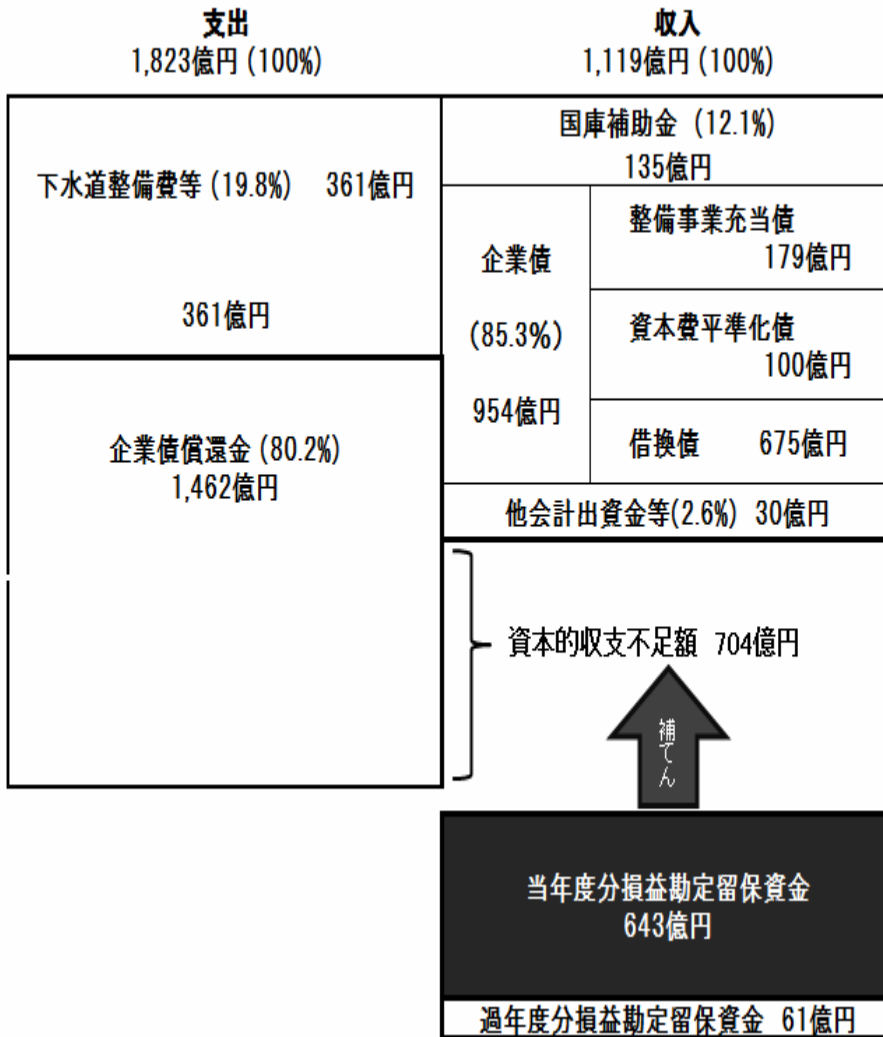 支出
1,823億円 (100%)
収入
1,119億円 (100%)
下水道整備費等 (19.8%) 361億円
361億円
企業債償還金 (80.2%)
1,462億円
国庫補助金 (12.1%)
135億円
企業債
(85.3%)
954億円
整備事業充当債
179億円
資本費平準化債
100億円
借換債 675億円
他会計出資金等(2.6%) 30億円
資本的収支不足額 704億円
補てん
当年度分損益勘定留保資金
643億円
過年度分損益勘定留保資金 61億円